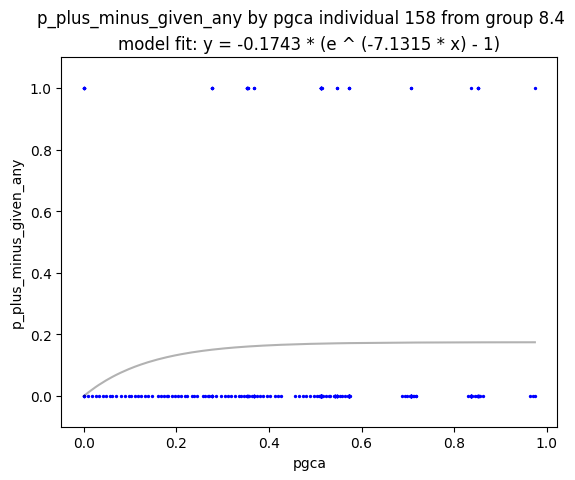 p_plus_minus_given_any by pgca individual 158 from group 8.4
model fit: y = -0.1743 * (e ^ (-7.1315 * x) - 1)
1.0
0.8
0.6
0.4
0.2
0.0
p_plus_minus_given_any
0.0 0.2 0.4 0.6 0.8 1.0
pgca